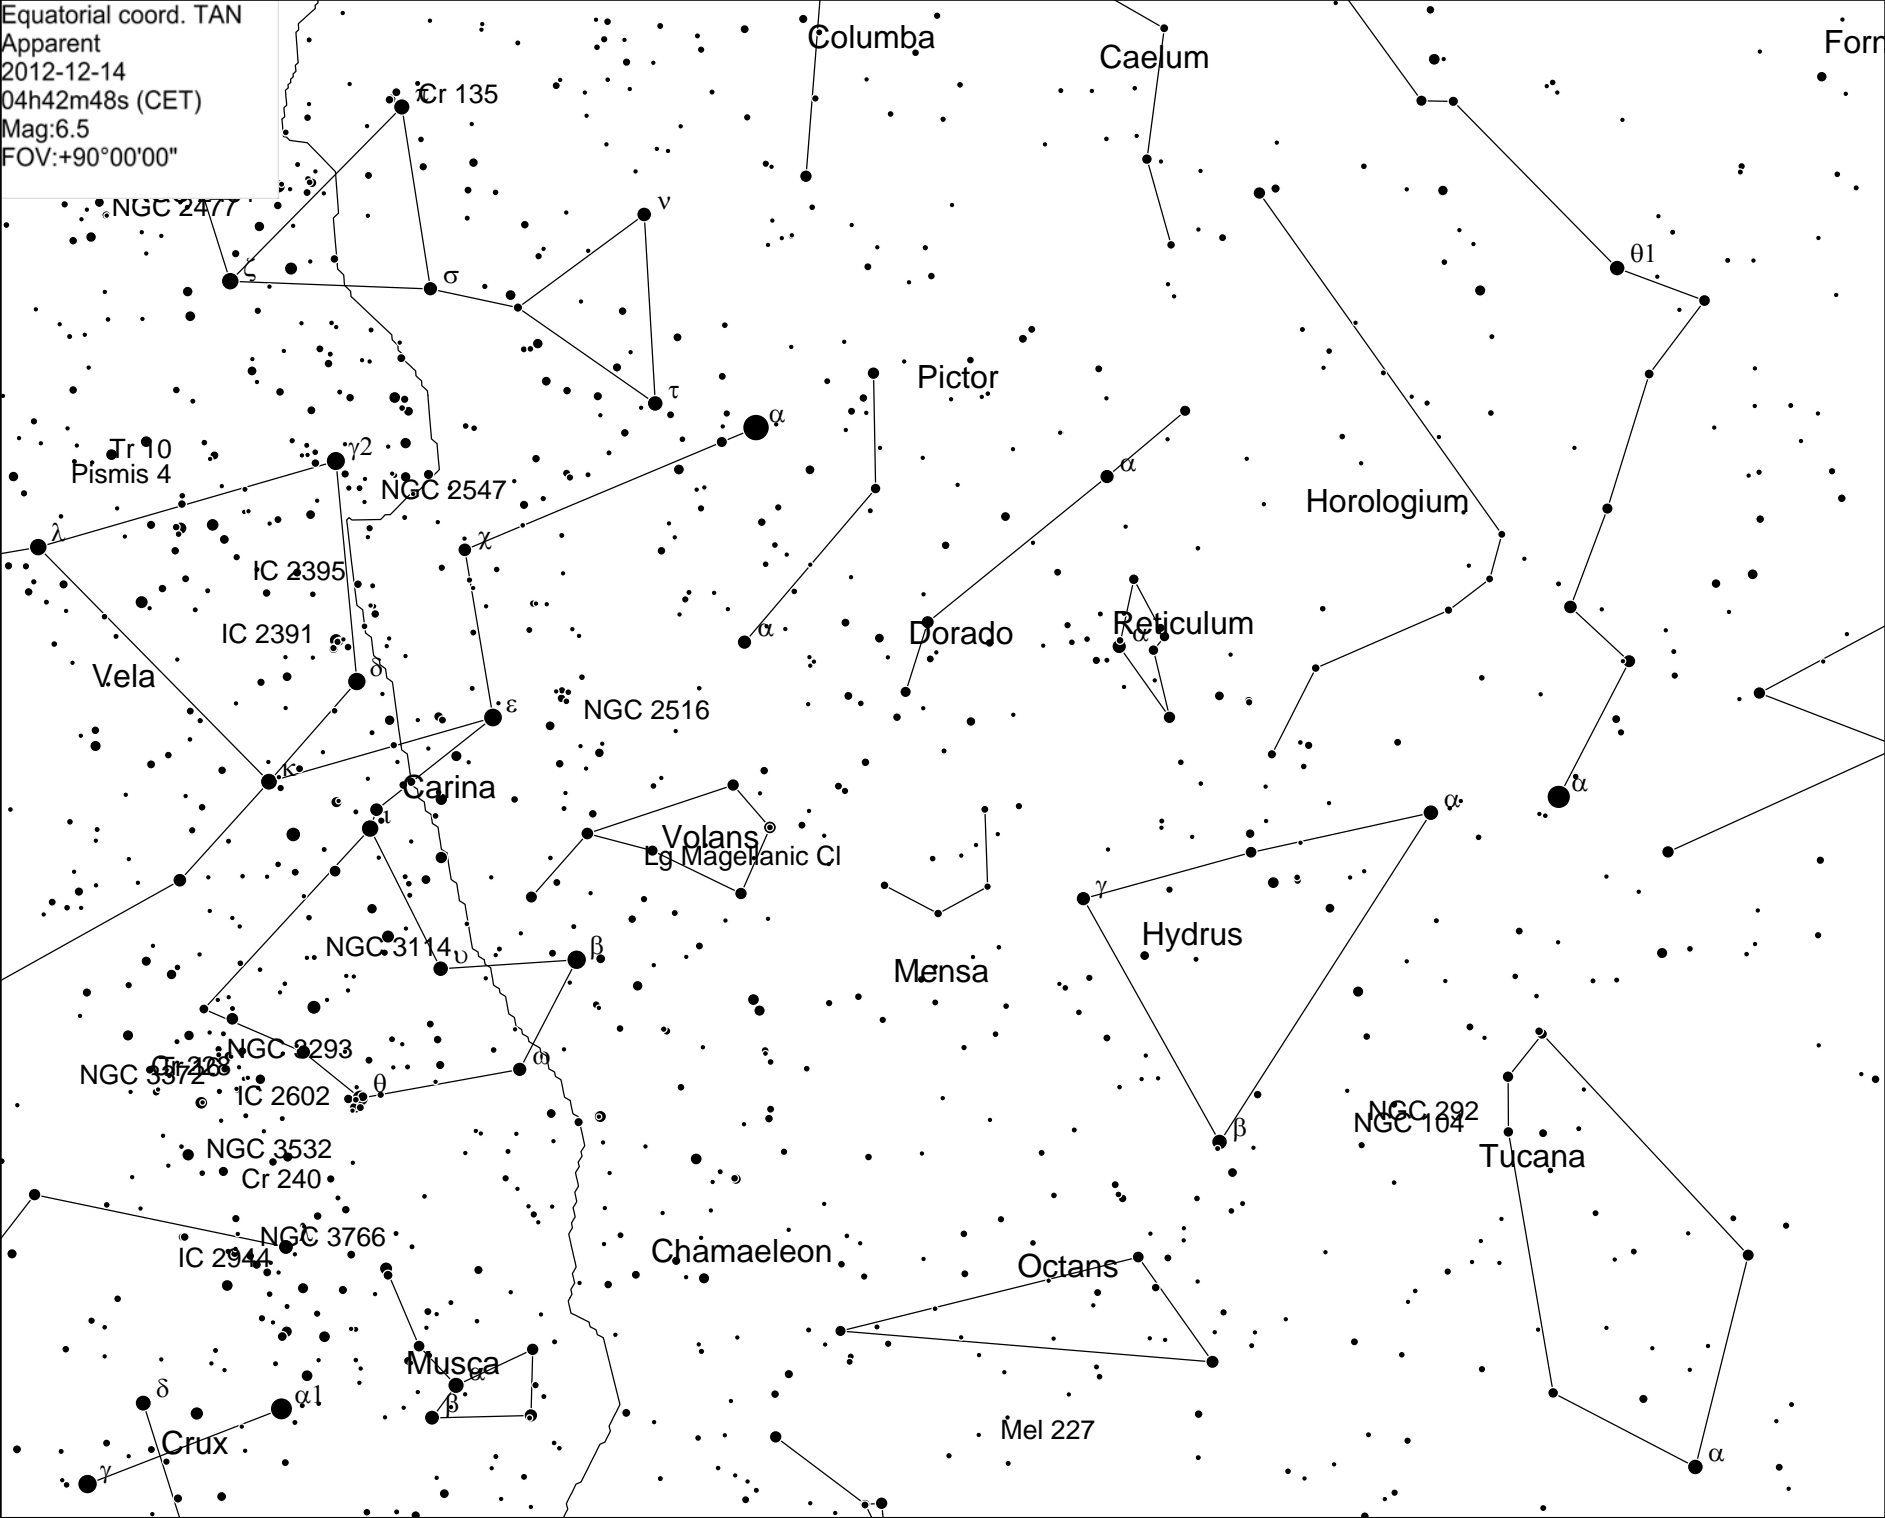 Equatorial coord. TAN
Apparent
2012-12-14
04h42m48s (CET)
Mag:6.5
FOV:+90°00'00"
Columba
Caelum
Forn
π
Cr 135
NGC 2477
ν
θ1
ζ
σ
Pictor
τ
α
Tr 10
Pismis 4
γ2
NGC 2547
α
Horologium
λ
χ
IC 2395
IC 2391
α
Dorado
Reticulum
α
Vela
δ
ε
NGC 2516
κ
Carina
α
α
ι
Volans
Lg Magellanic Cl
γ
NGC 3114
υ
β
Hydrus
Mensa
NGC 3293
ω
NGC 3372
Cr 228
Tr 16
IC 2602
θ
NGC 292
NGC 104
β
NGC 3532
Tucana
Cr 240
λ
NGC 3766
IC 2944
Chamaeleon
Octans
Musca
α
δ
α1
β
Crux
Mel 227
γ
α